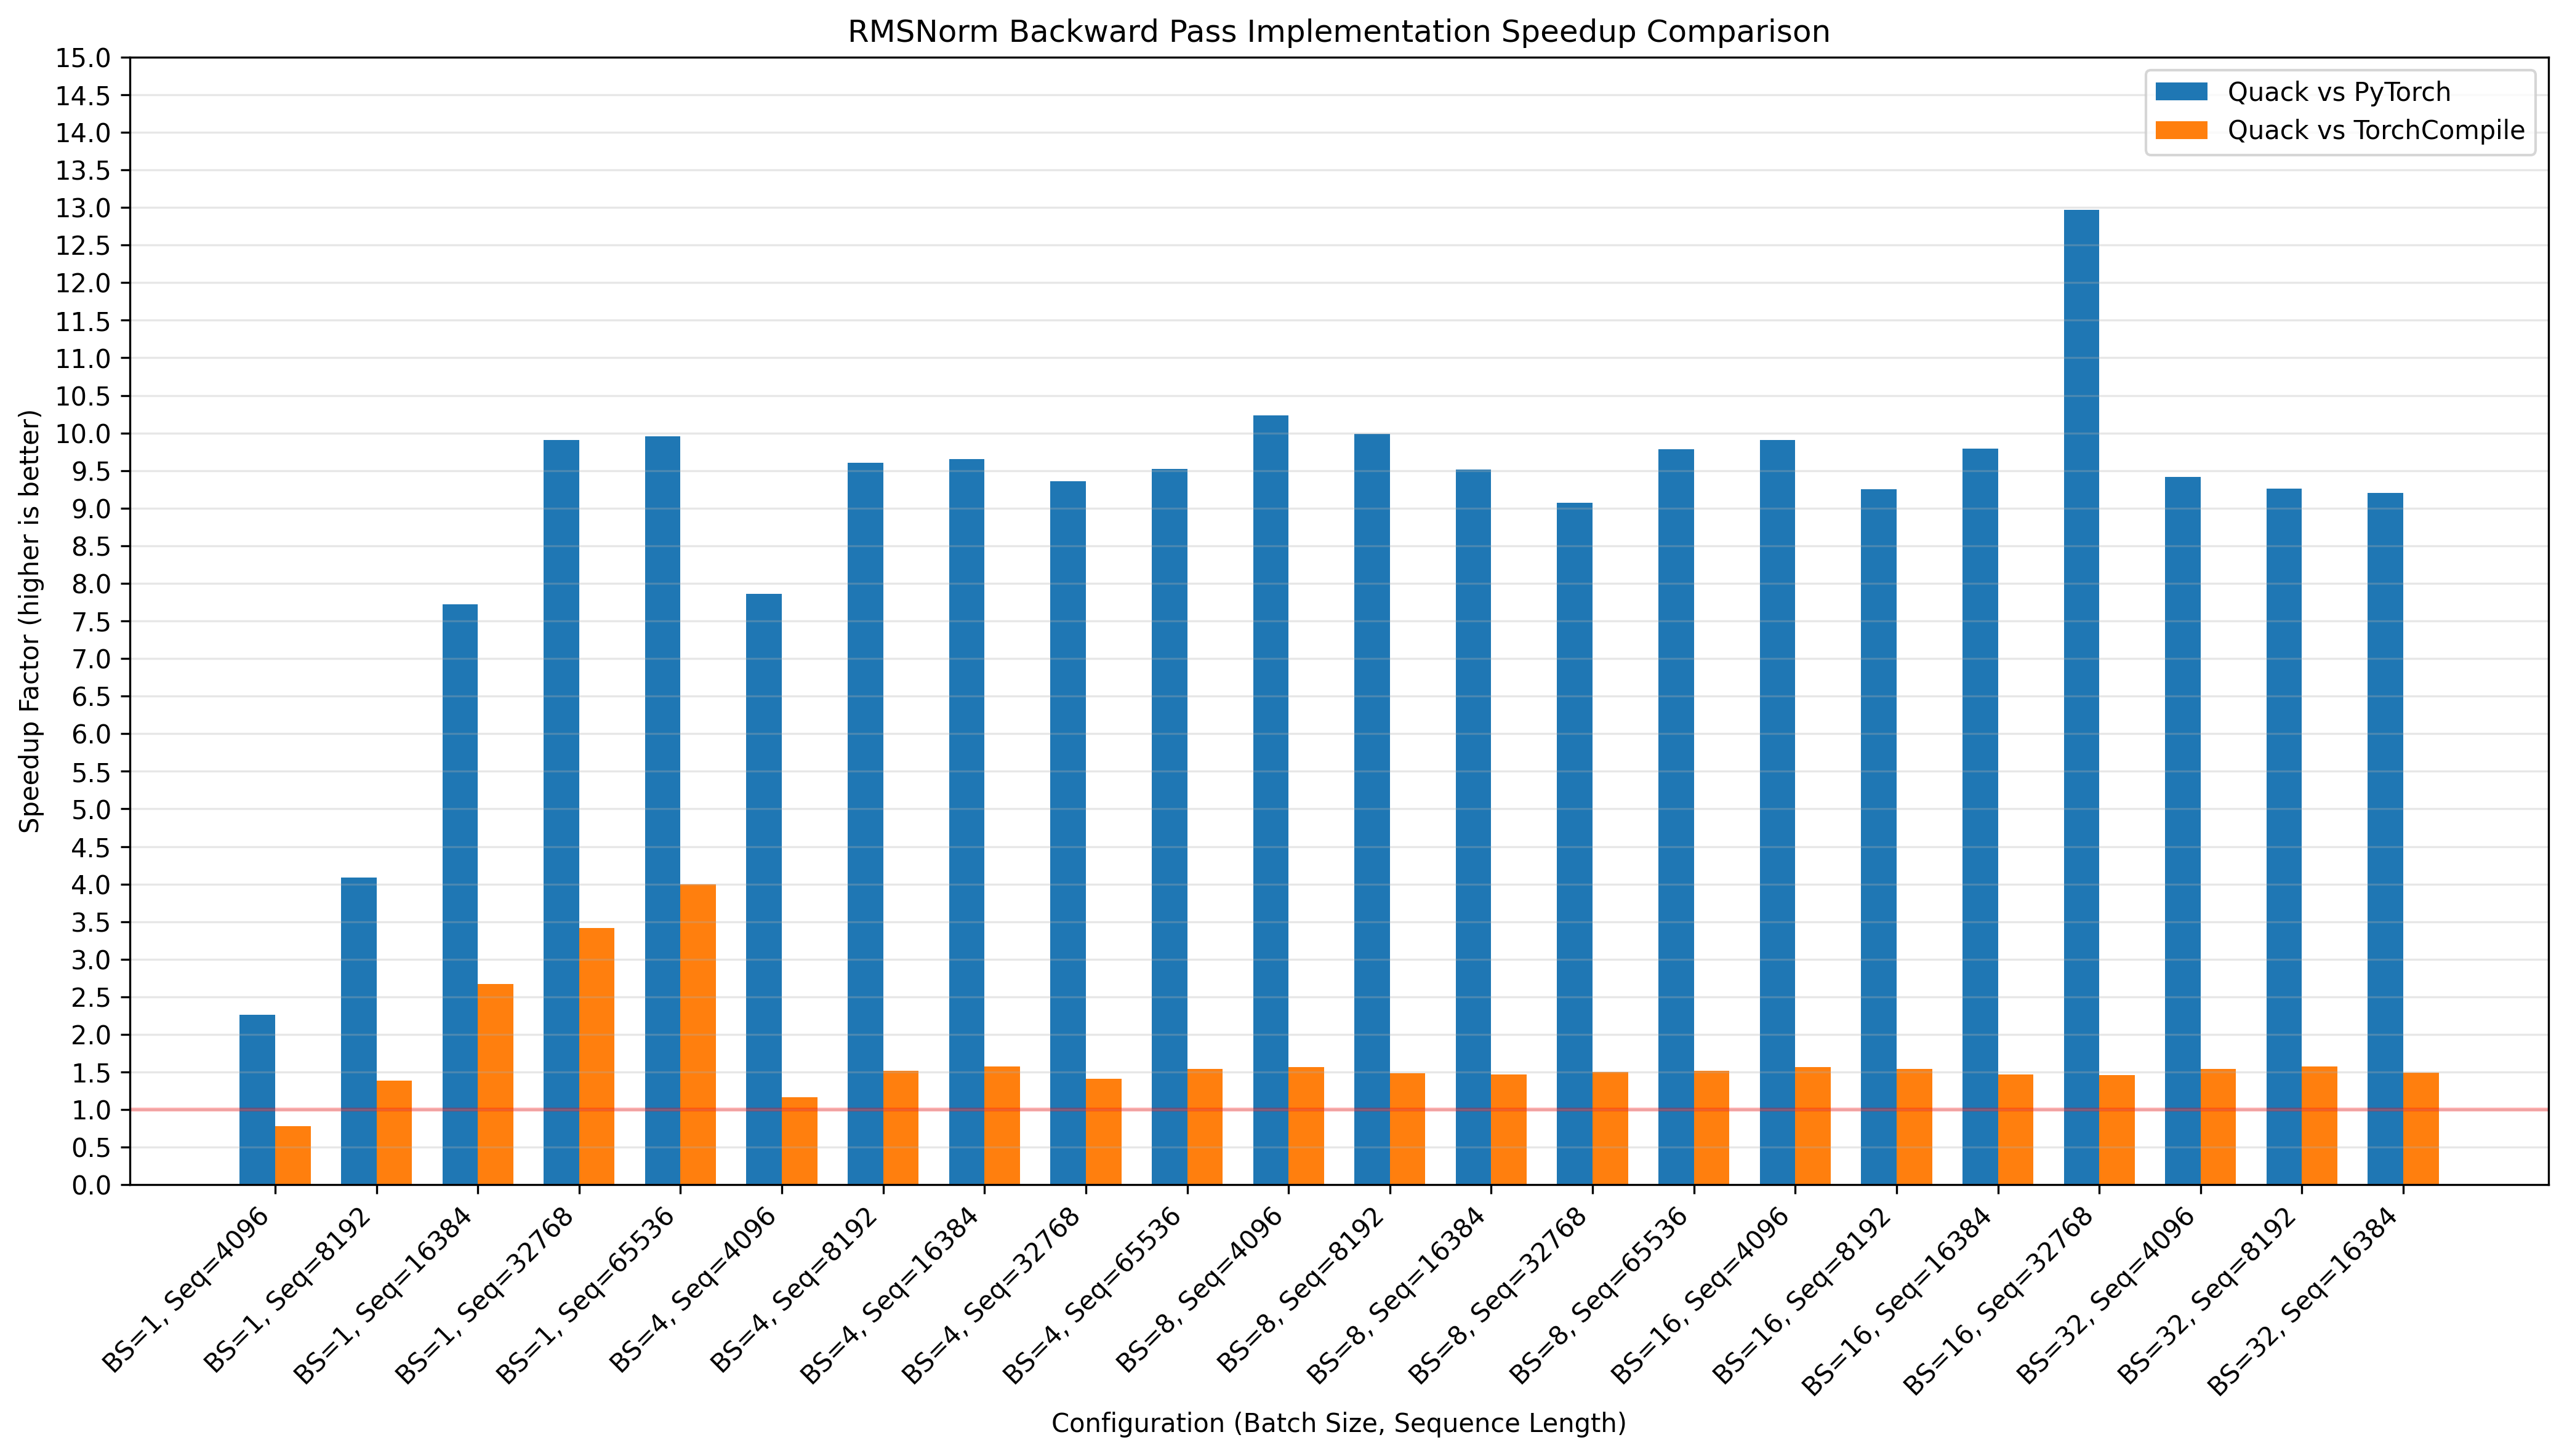 RMSNorm Backward Pass Implementation Speedup Comparison
15.0
14.5
14.0
13.5
13.0
12.5
12.0
11.5
11.0
10.5
10.0
9.5
9.0
8.5
8.0
7.5
7.0
6.5
6.0
5.5
5.0
4.5
4.0
3.5
3.0
2.5
2.0
1.5
1.0
0.5
0.0
Speedup Factor (higher is better)
Quack vs PyTorch
Quack vs TorchCompile
BS=1, Seq=4096
BS=1, Seq=8192
BS=1, Seq=16384
BS=1, Seq=32768
BS=1, Seq=65536
BS=4, Seq=4096
BS=4, Seq=8192
BS=4, Seq=16384
BS=4, Seq=32768
BS=4, Seq=65536
BS=8, Seq=4096
BS=8, Seq=8192
BS=8, Seq=16384
BS=8, Seq=32768
BS=8, Seq=65536
BS=16, Seq=4096
BS=16, Seq=8192
BS=16, Seq=16384
BS=16, Seq=32768
BS=32, Seq=4096
BS=32, Seq=8192
BS=32, Seq=16384
Configuration (Batch Size, Sequence Length)